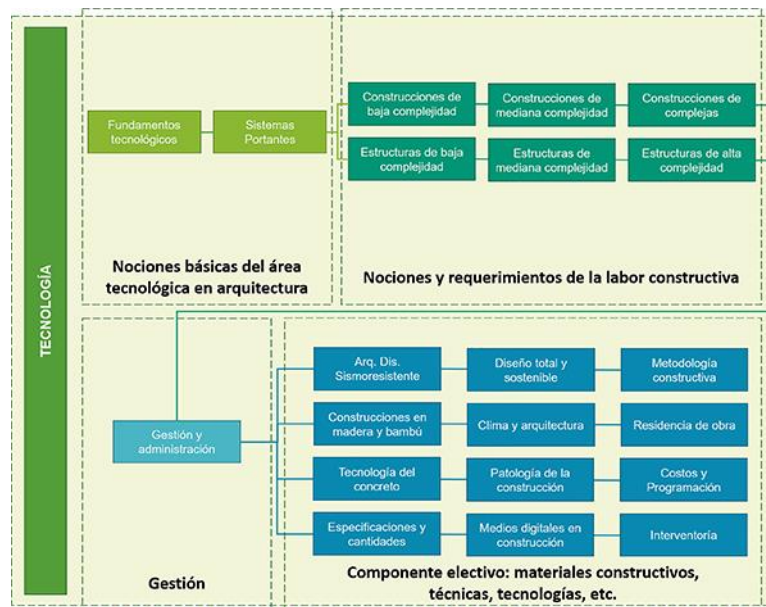 TECNOLOGÍA
Fundamentos
tecnológicos
Sistemas
Portantes
Nociones básicas del área
tecnológica en arquitectura
Construcciones de
baja complejidad
Construcciones de
mediana complejidad
Construcciones de
complejas
Estructuras de baja
complejidad
Estructuras de
mediana complejidad
Estructuras de alta
complejidad
Nociones y requerimientos de la labor constructiva
Gestión y
administración
Gestión
Arq. Dis.
Sismoresistente
Diseño total y
sostenible
Metodología
constructiva
Construcciones en
madera y bambú
Clima y arquitectura
Residencia de obra
Tecnología del
concreto
Patología de la
construcción
Costos y
Programación
Especificaciones y
cantidades
Medios digitales en
construcción
Interventoría
Componente electivo: materiales constructivos,
técnicas, tecnologías, etc.